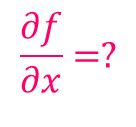 ∂f/∂x =?